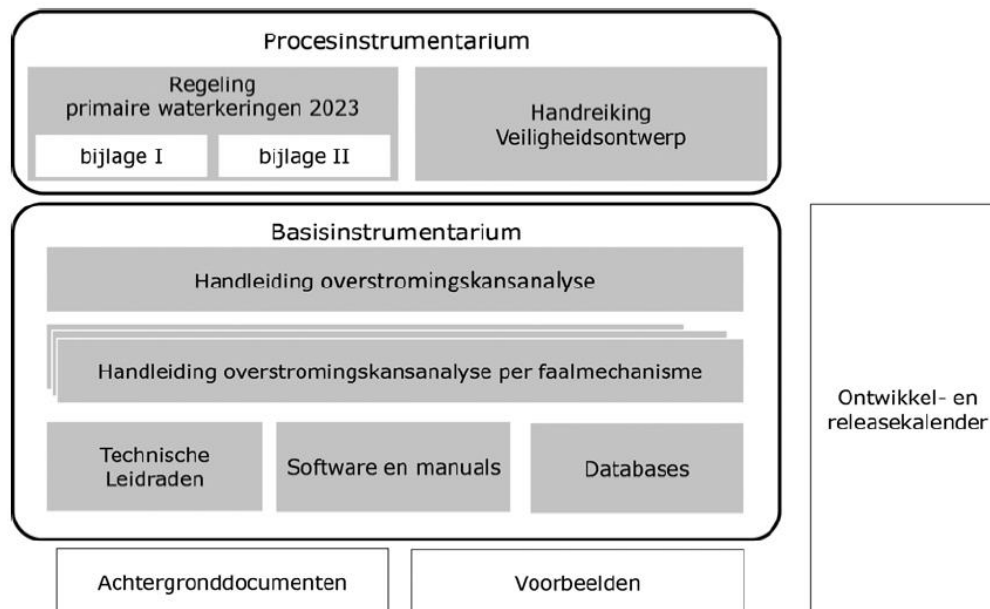 Procesinstrumentarium
Regeling
primaire waterkeringen 2023
bijlage I
bijlage II
Handreiking
Veiligheidsontwerp
Basisinstrumentarium
Handleiding overstromingskansanalyse
Handleiding overstromingskansanalyse per faalmechanisme
Technische
Leidraden
Software en manuals
Databases
Ontwikkel- en
releasekalender
Achtergronddocumenten
Voorbeelden